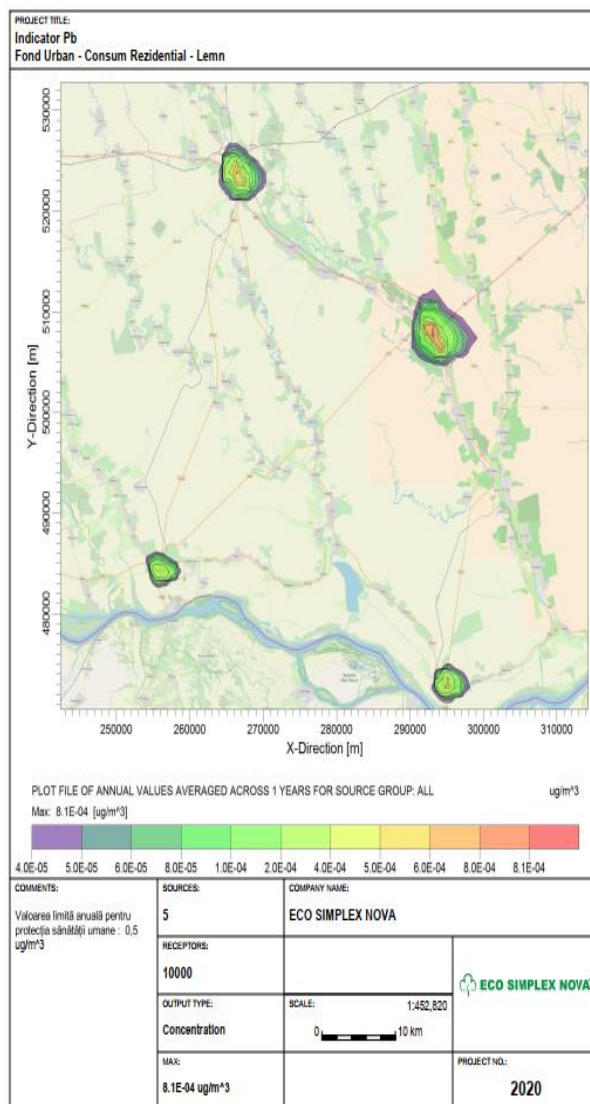 PROJECT TITLE:
Indicator Pb
Fond Urban - Consum Rezidential - Lemn
Y-Direction [m]
530000
520000
510000
500000
490000
480000
250000 260000 270000 280000 290000 300000 310000
X-Direction [m]
PLOT FILE OF ANNUAL VALUES AVERAGED ACROSS 1 YEARS FOR SOURCE GROUP: ALL ug/m^3
Max: 8.1E-04 [ug/m^3]
4.0E-05 5.0E-05 6.0E-05 8.0E-05 1.0E-04 2.0E-04 4.0E-04 5.0E-04 6.0E-04 8.0E-04 8.1E-04
COMMENTS:
Valoarea limită anuală pentru
protecția sănătății umane : 0,5
ug/m^3
SOURCES:
5
COMPANY NAME:
ECO SIMPLEX NOVA
RECEPTORS:
10000
OUTPUT TYPE:
Concentration
SCALE: 1:452,820
0 10 km
ECO SIMPLEX NOVA
MAX:
8.1E-04 ug/m^3
PROJECT NO.:
2020